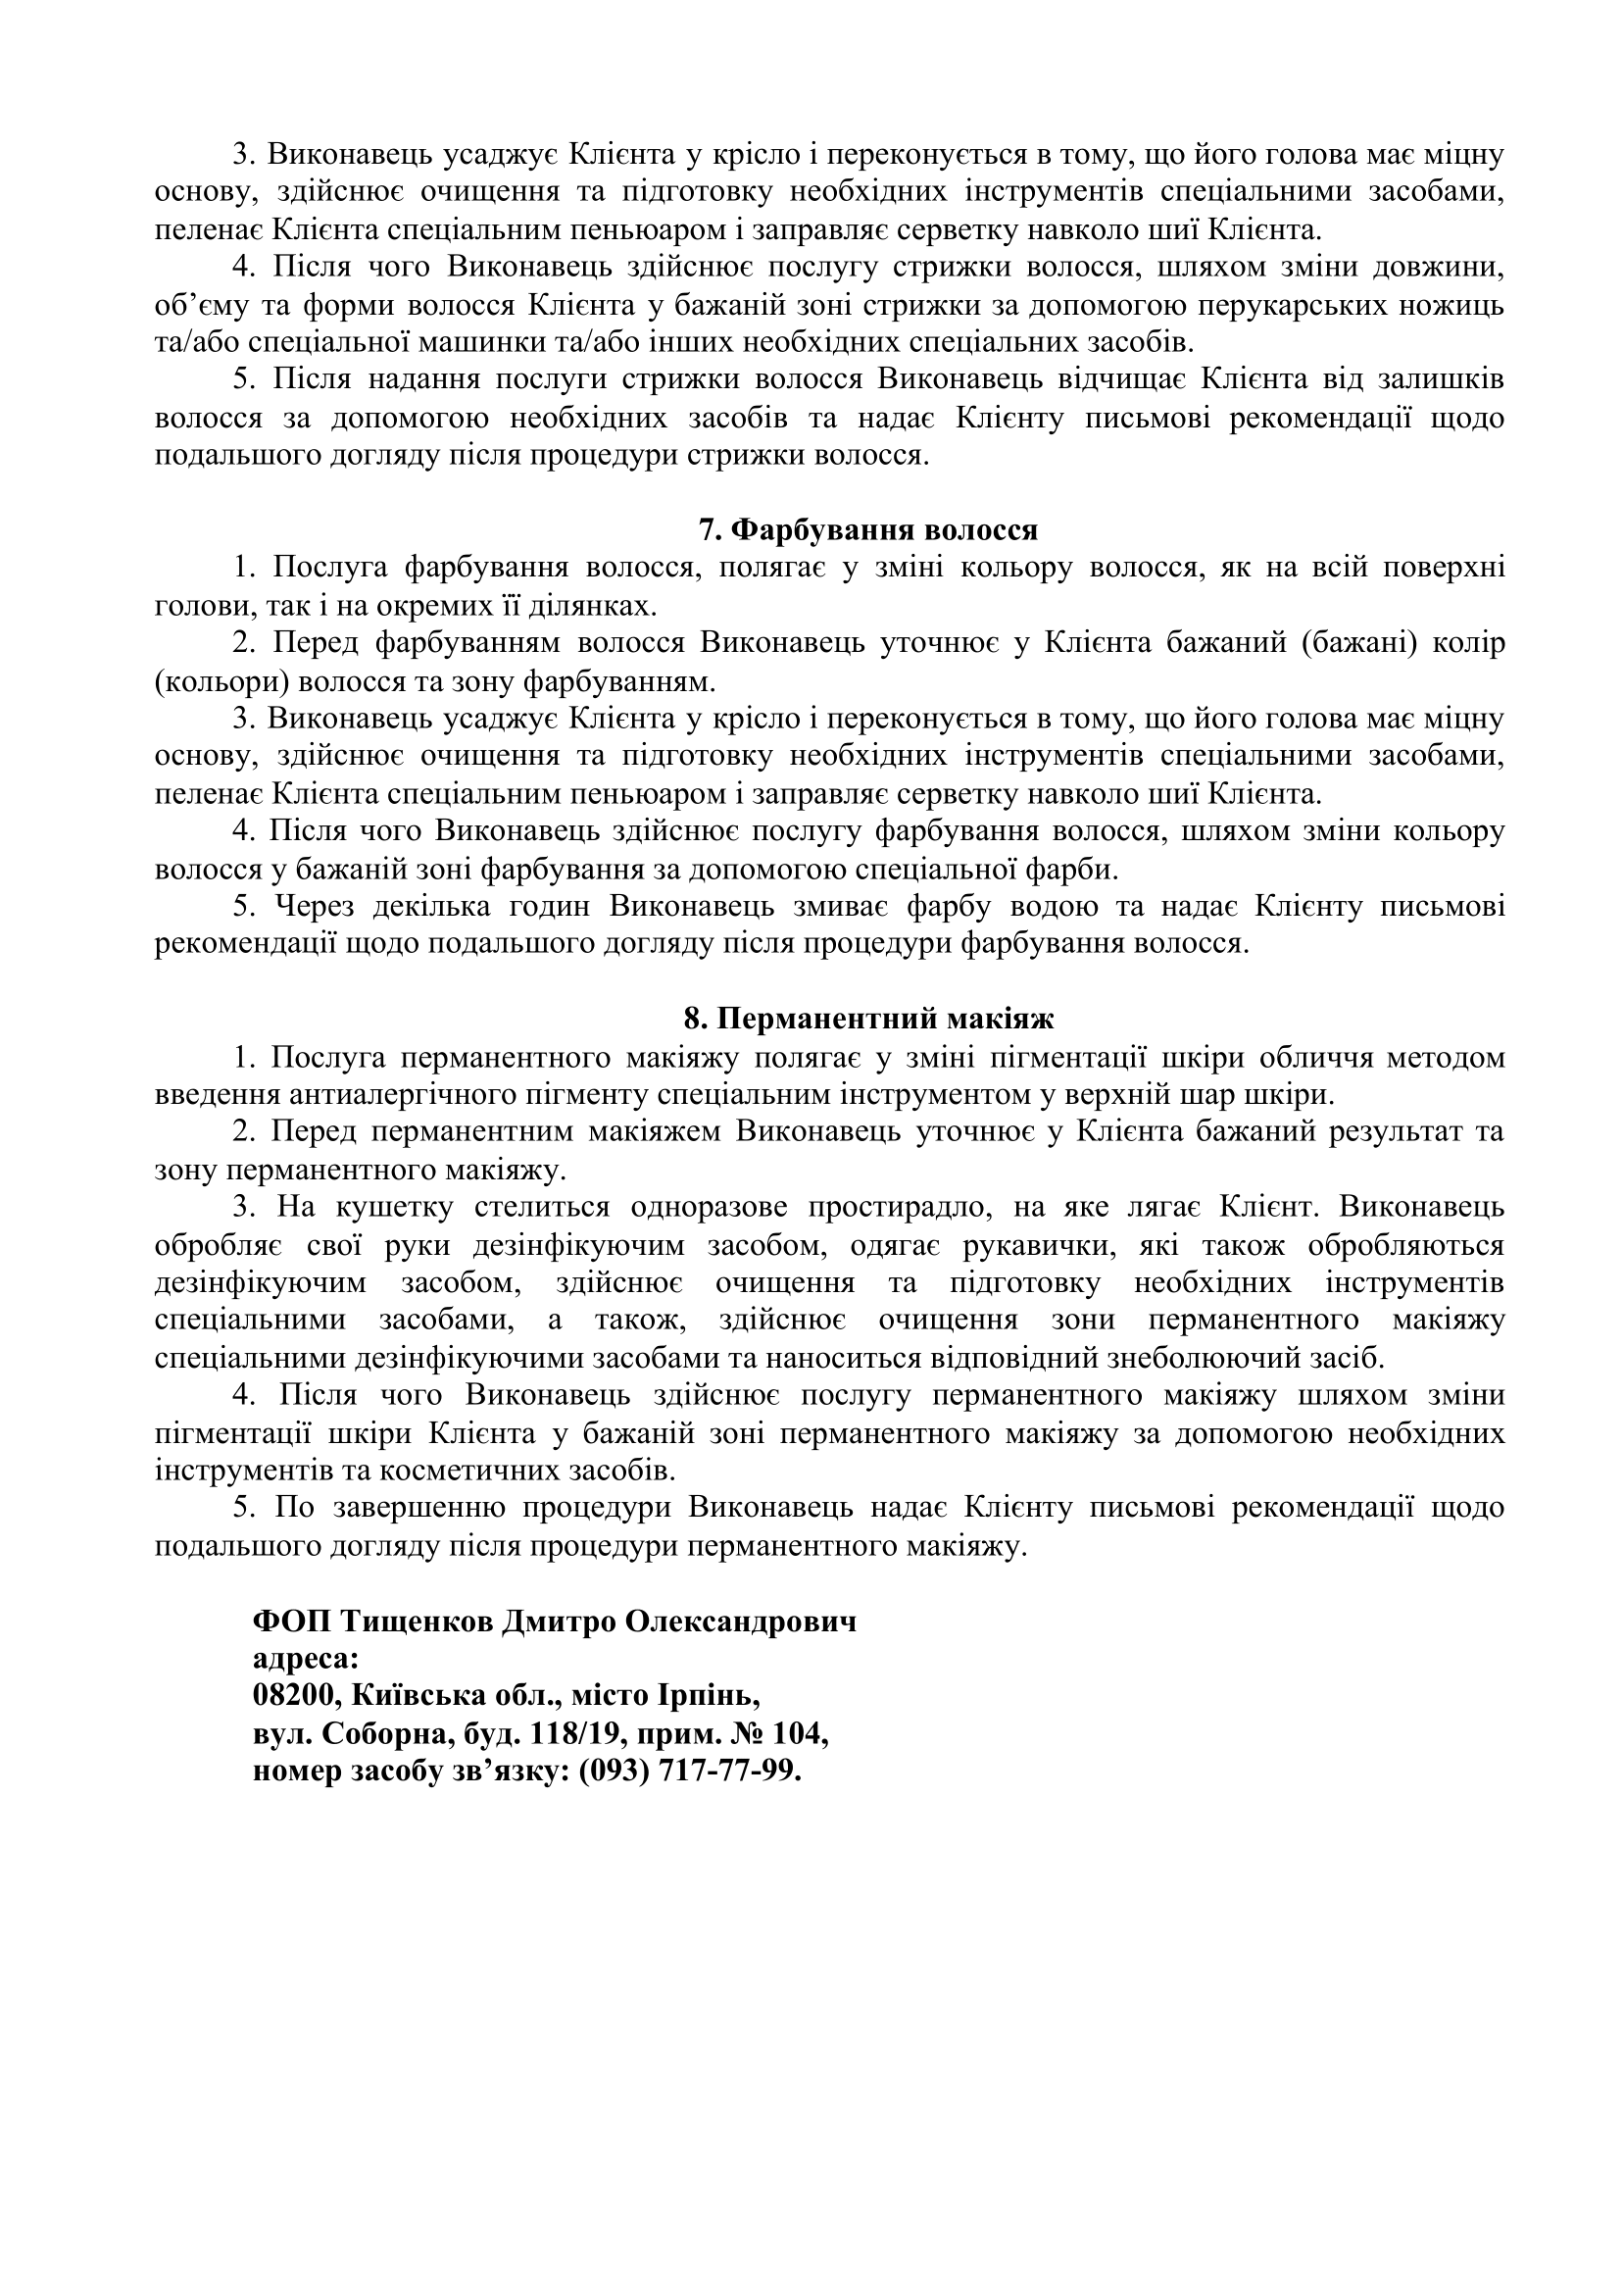 3. Виконавець усаджує Клієнта у крісло і переконується в тому, що його голова має міцну
основу, здійснює очищення та підготовку необхідних інструментів спеціальними засобами,
пеленає Клієнта спеціальним пеньюаром і заправляє серветку навколо шиї Клієнта.
4. Після чого Виконавець здійснює послугу стрижки волосся, шляхом зміни довжини,
об’єму та форми волосся Клієнта у бажаній зоні стрижки за допомогою перукарських ножиць
та/або спеціальної машинки та/або інших необхідних спеціальних засобів.
5. Після надання послуги стрижки волосся Виконавець відчищає Клієнта від залишків
волосся за допомогою необхідних засобів та надає Клієнту письмові рекомендації щодо
подальшого догляду після процедури стрижки волосся.
7. Фарбування волосся
1. Послуга фарбування волосся, полягає у зміні кольору волосся, як на всій поверхні
голови, так і на окремих її ділянках.
2. Перед фарбуванням волосся Виконавець уточнює у Клієнта бажаний (бажані) колір
(кольори) волосся та зону фарбуванням.
3. Виконавець усаджує Клієнта у крісло і переконується в тому, що його голова має міцну
основу, здійснює очищення та підготовку необхідних інструментів спеціальними засобами,
пеленає Клієнта спеціальним пеньюаром і заправляє серветку навколо шиї Клієнта.
4. Після чого Виконавець здійснює послугу фарбування волосся, шляхом зміни кольору
волосся у бажаній зоні фарбування за допомогою спеціальної фарби.
5. Через декілька годин Виконавець змиває фарбу водою та надає Клієнту письмові
рекомендації щодо подальшого догляду після процедури фарбування волосся.
8. Перманентний макіяж
1. Послуга перманентного макіяжу полягає у зміні пігментації шкіри обличчя методом
введення антиалергічного пігменту спеціальним інструментом у верхній шар шкіри.
2. Перед перманентним макіяжем Виконавець уточнює у Клієнта бажаний результат та
зону перманентного макіяжу.
3. На кушетку стелиться одноразове простирадло, на яке лягає Клієнт. Виконавець
обробляє свої руки дезінфікуючим засобом, одягає рукавички, які також обробляються
дезінфікуючим засобом, здійснює очищення та підготовку необхідних інструментів
спеціальними засобами, а також, здійснює очищення зони перманентного макіяжу
спеціальними дезінфікуючими засобами та наноситься відповідний знеболюючий засіб.
4. Після чого Виконавець здійснює послугу перманентного макіяжу шляхом зміни
пігментації шкіри Клієнта у бажаній зоні перманентного макіяжу за допомогою необхідних
інструментів та косметичних засобів.
5. По завершенню процедури Виконавець надає Клієнту письмові рекомендації щодо
подальшого догляду після процедури перманентного макіяжу.
ФОП Тищенков Дмитро Олександрович
адреса:
08200, Київська обл., місто Ірпінь,
вул. Соборна, буд. 118/19, прим. № 104,
номер засобу зв’язку: (093) 717-77-99.